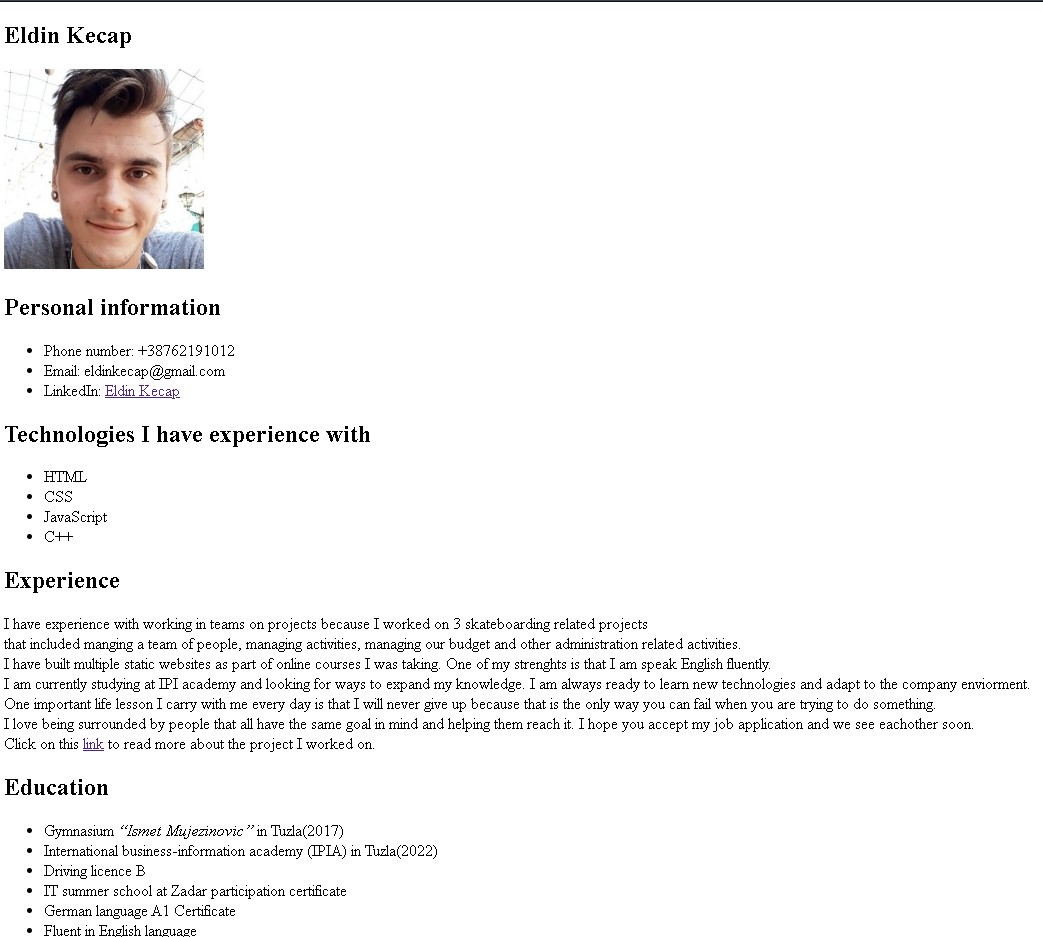 Eldin Kecap
Personal information
Phone number: +38762191012
Email: eldinkecap@gmail.com
LinkedIn: Eldin Kecap
Technologies I have experience with
HTML
CSS
JavaScript
C++
Experience
I have experience with working in teams on projects because I worked on 3 skateboarding related projects
that included manging a team of people, managing activities, managing our budget and other administration related activities.
I have built multiple static websites as part of online courses I was taking. One of my strenghts is that I am speak English fluently.
I am currently studying at IPI academy and looking for ways to expand my knowledge. I am always ready to learn new technologies and adapt to the company enviorment.
One important life lesson I carry with me every day is that I will never give up because that is the only way you can fail when you are trying to do something.
I love being surrounded by people that all have the same goal in mind and helping them reach it. I hope you accept my job application and we see eachother soon.
Click on this link to read more about the project I worked on.
Education
Gymnasium “Ismet Mujezinovic” in Tuzla(2017)
International business-information academy (IPIA) in Tuzla(2022)
Driving licence B
IT summer school at Zadar participation certificate
German language A1 Certificate
Fluent in English language